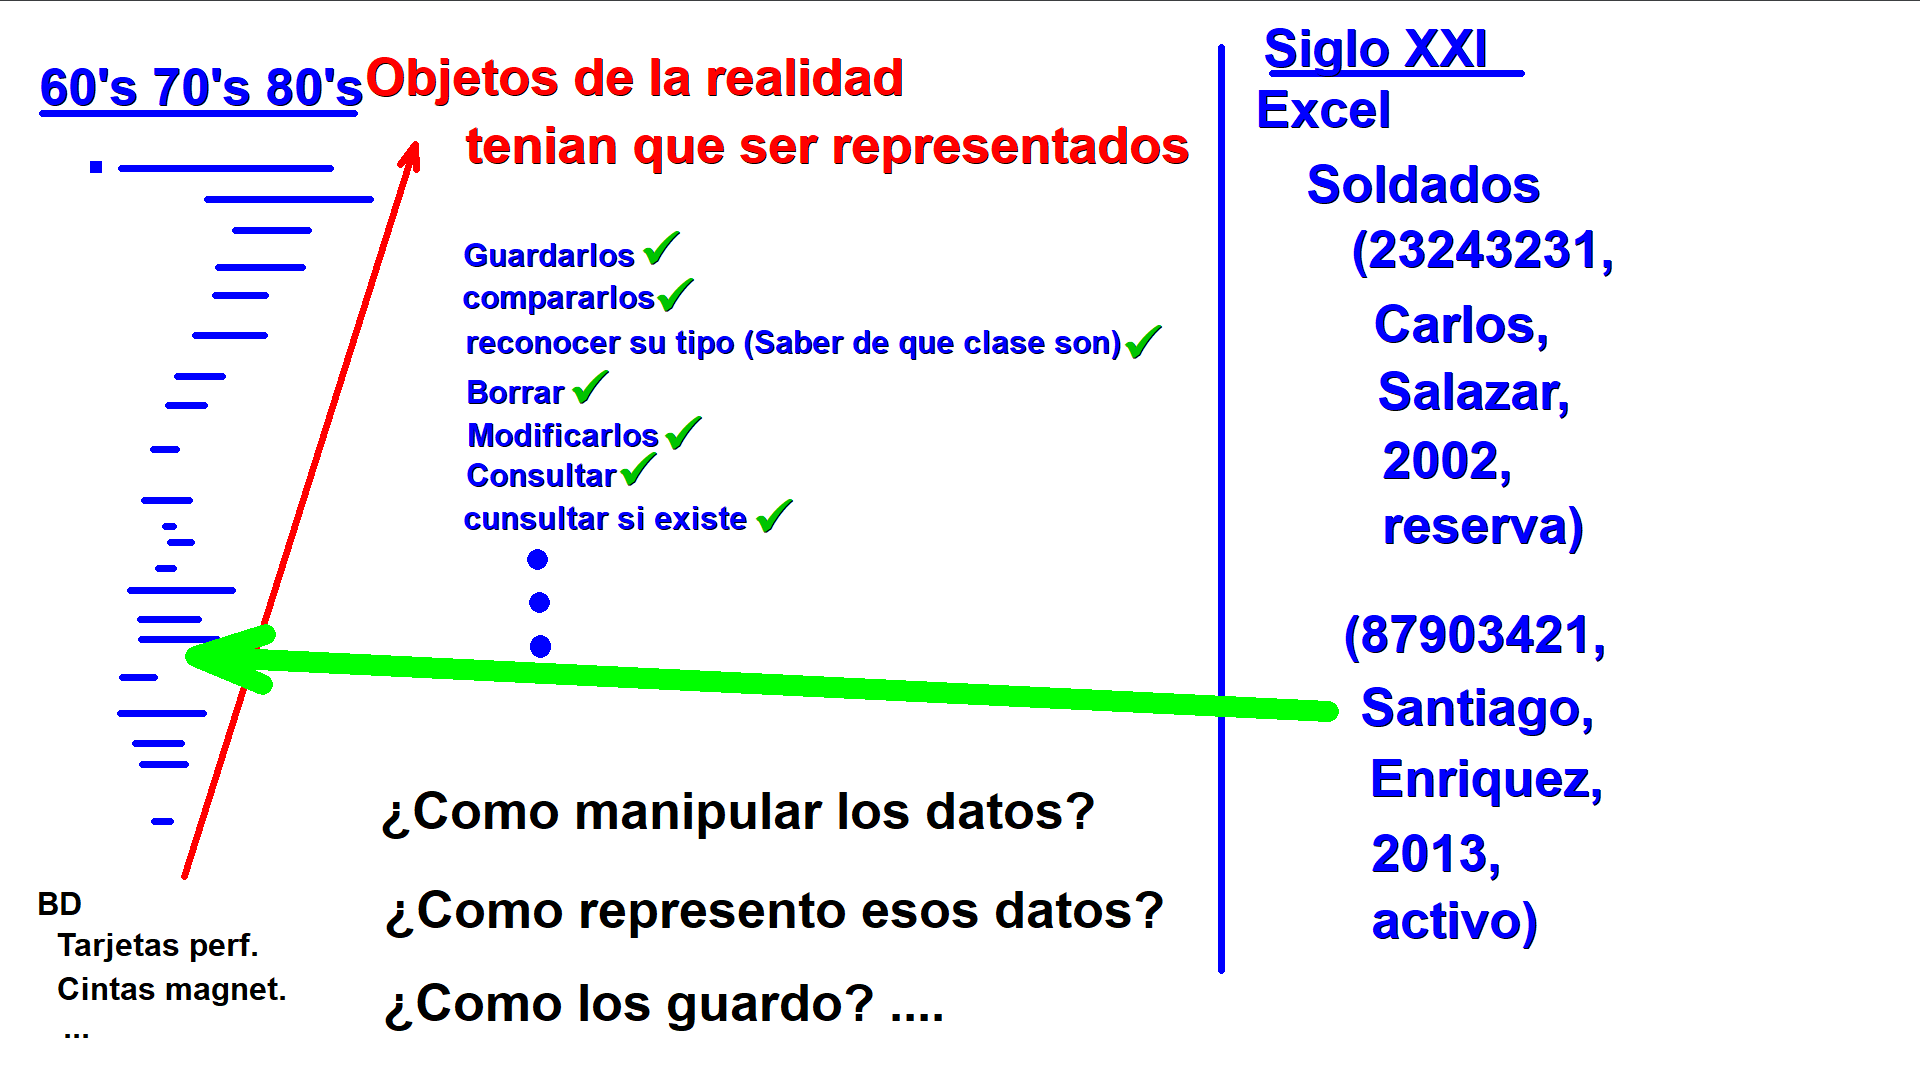 60's 70's 80's
Objetos de la realidad
tenian que ser representados
Guardarlos
compararlos
reconocer su tipo (Saber de que clase son)
Borrar
Modificarlos
Consultar
cunsultar si existe
¿Como manipular los datos?
¿Como represento esos datos?
¿Como los guardo? ....
BD
Tarjetas perf.
Cintas magnet.
...
Siglo XXI
Excel
Soldados
(23243231,
Carlos,
Salazar,
2002,
reserva)
(87903421,
Santiago,
Enriquez,
2013,
activo)